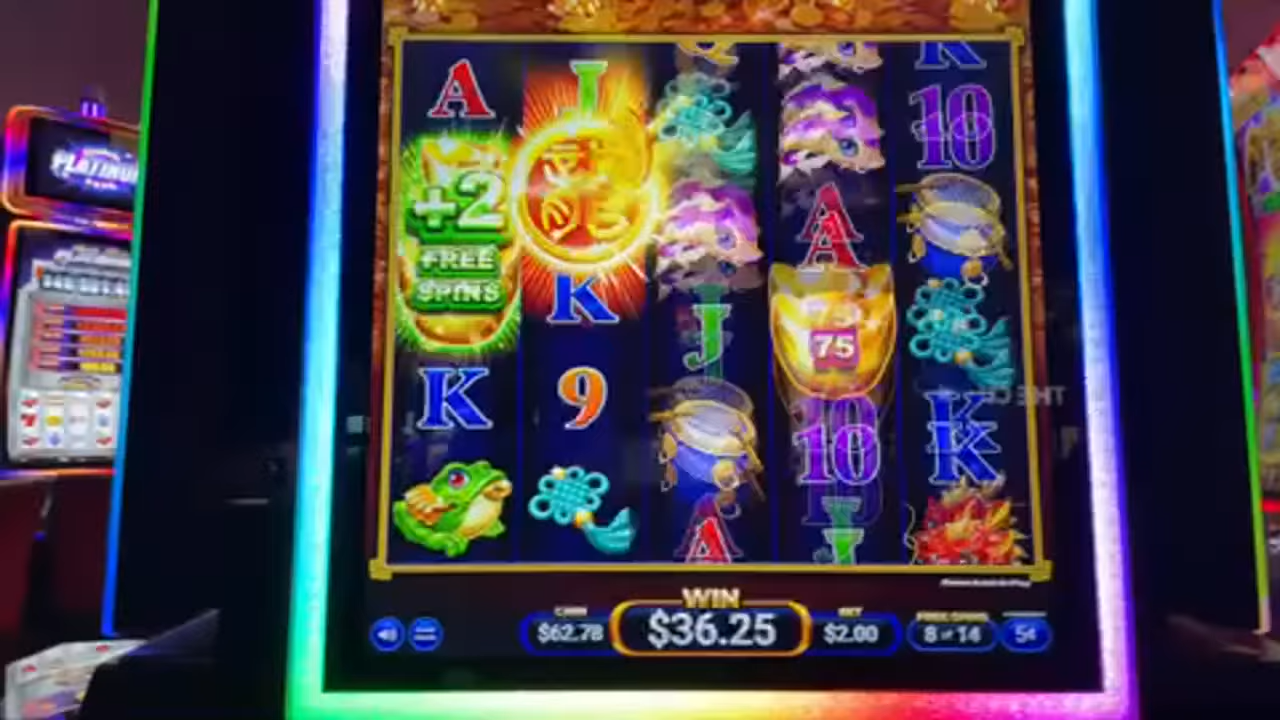 PLATINUM
A
J
Q
K
10
+2
FREE
SPINS
K
A
A
J
75
K
9
10
K
K
A
J
WIN
CASH
$62.78
$36.25
BET
$2.00
FREE GAMES
8 of 14
5¢